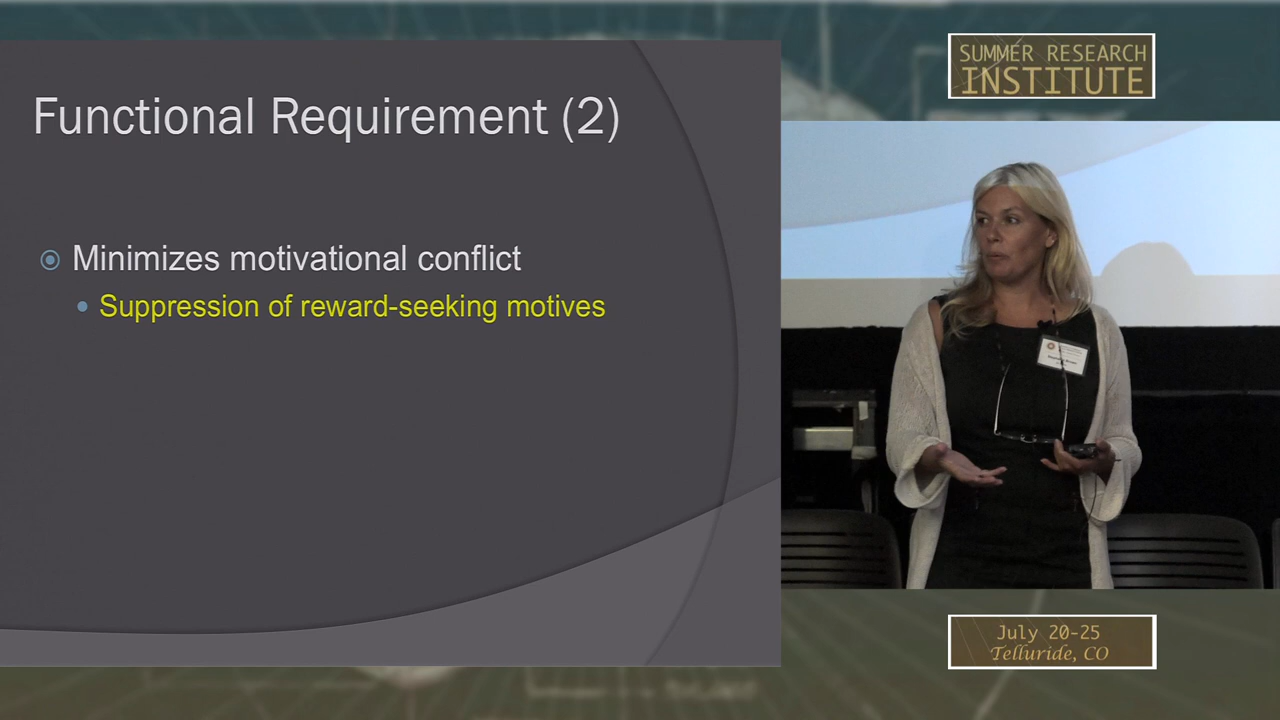 Functional Requirement (2)
Minimizes motivational conflict
Suppression of reward-seeking motives
SUMMER RESEARCH
INSTITUTE
July 20-25
Telluride, CO